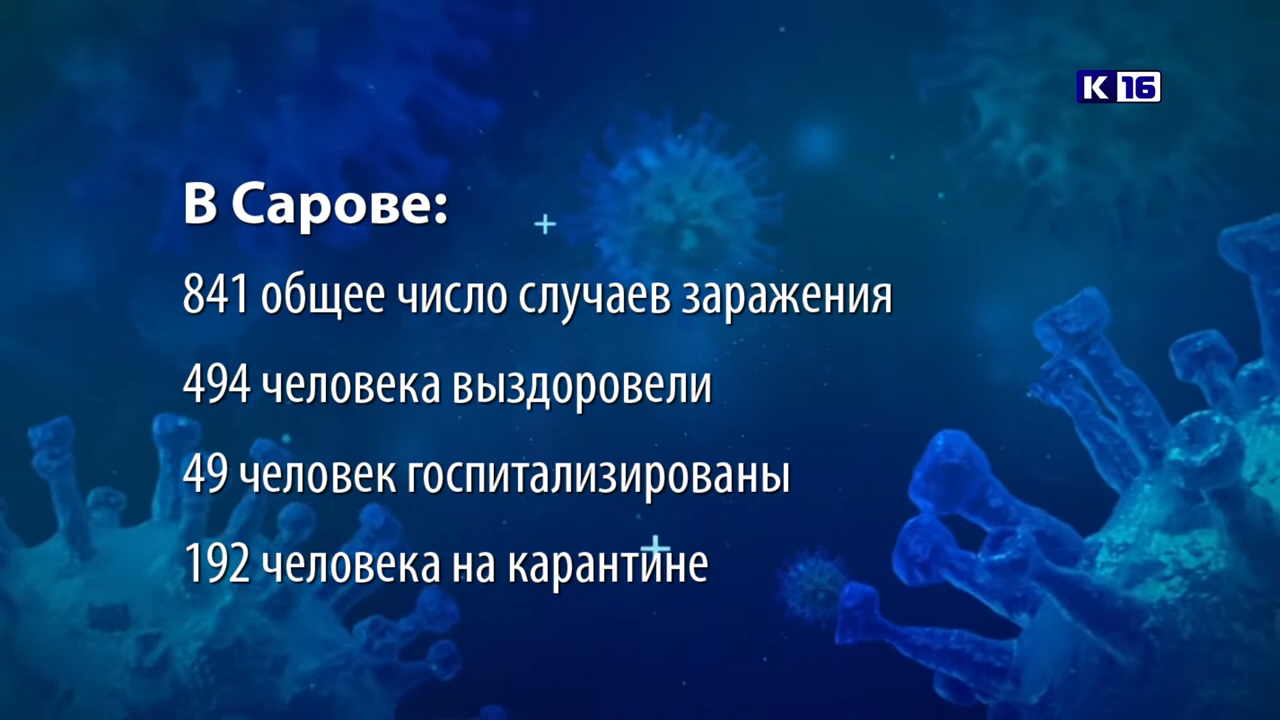 К 16
В Сарове:
841 общее число случаев заражения
494 человека выздоровели
49 человек госпитализированы
192 человека на карантине